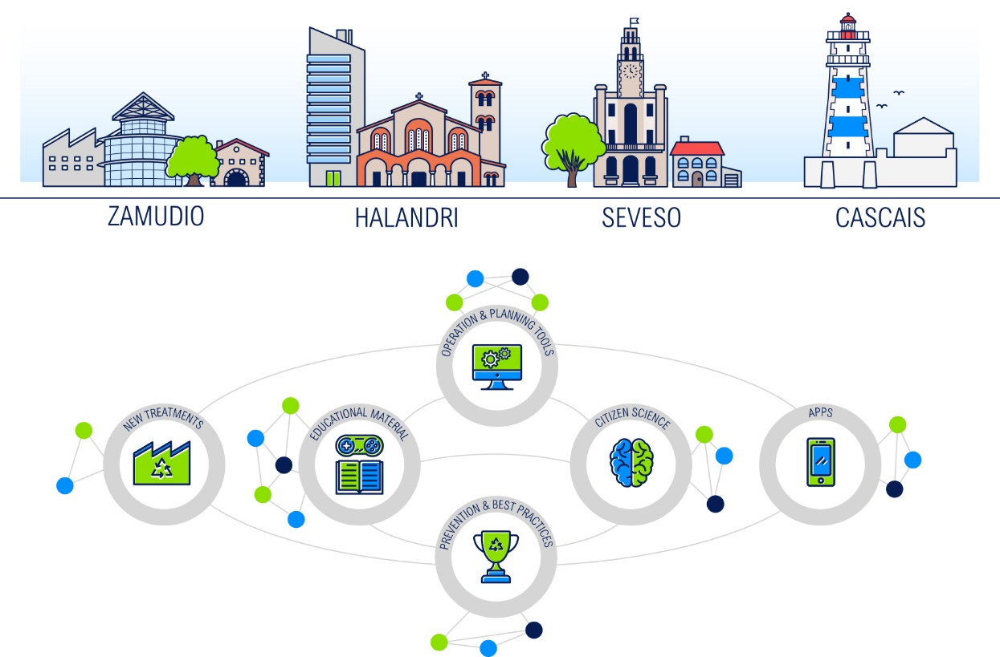 ZAMUDIO
HALANDRI
SEVESO
CASCAIS
OPERATION & PLANNING TOOLS
NEW TREATMENTS
EDUCATIONAL MATERIAL
CITIZEN SCIENCE
APPS
PREVENTION & BEST PRACTICES